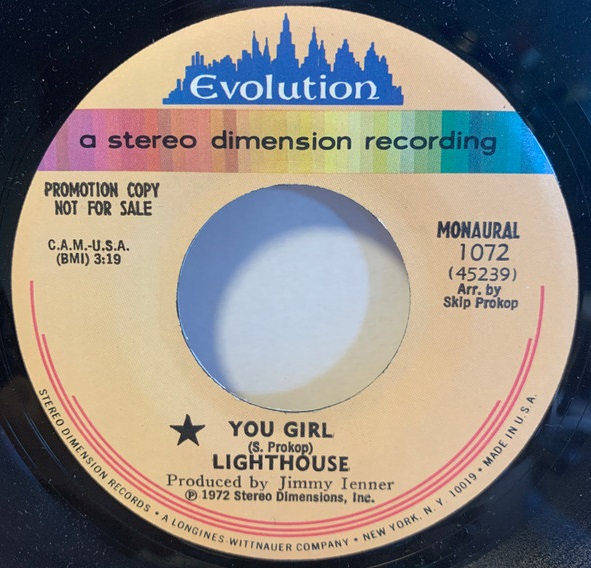 Evolution
a stereo dimension recording
PROMOTION COPY
NOT FOR SALE
C.A.M.-U.S.A.
(BMI) 3:19
MONAURAL
1072
(45239)
Arr. by
Skip Prokop
★ YOU GIRL
(S. Prokop)
LIGHTHOUSE
Produced by Jimmy Ienner
℗ 1972 Stereo Dimensions, Inc.
STEREO DIMENSION RECORDS • A LONGINES-WITTNAUER COMPANY • NEW YORK, N. Y. 10019 • MADE IN U.S.A.